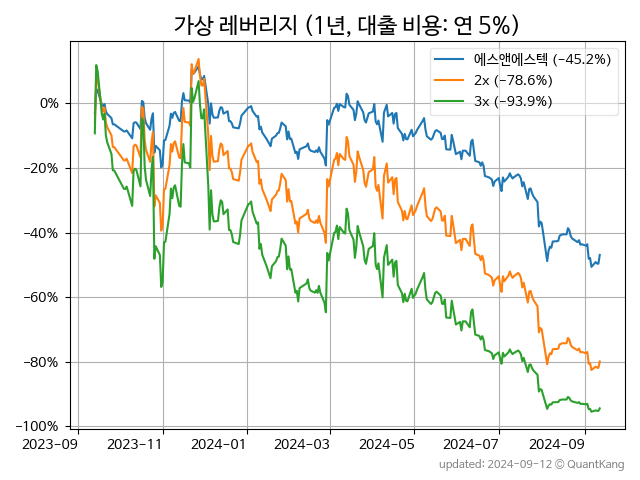 가상 레버리지 (1년, 대출 비용: 연 5%)
에스앤에스텍 (−45.2%)
2x (−78.6%)
3x (−93.9%)
0%
−20%
−40%
−60%
−80%
−100%
2023-09 2023-11 2024-01 2024-03 2024-05 2024-07 2024-09
updated: 2024-09-12 © QuantKang